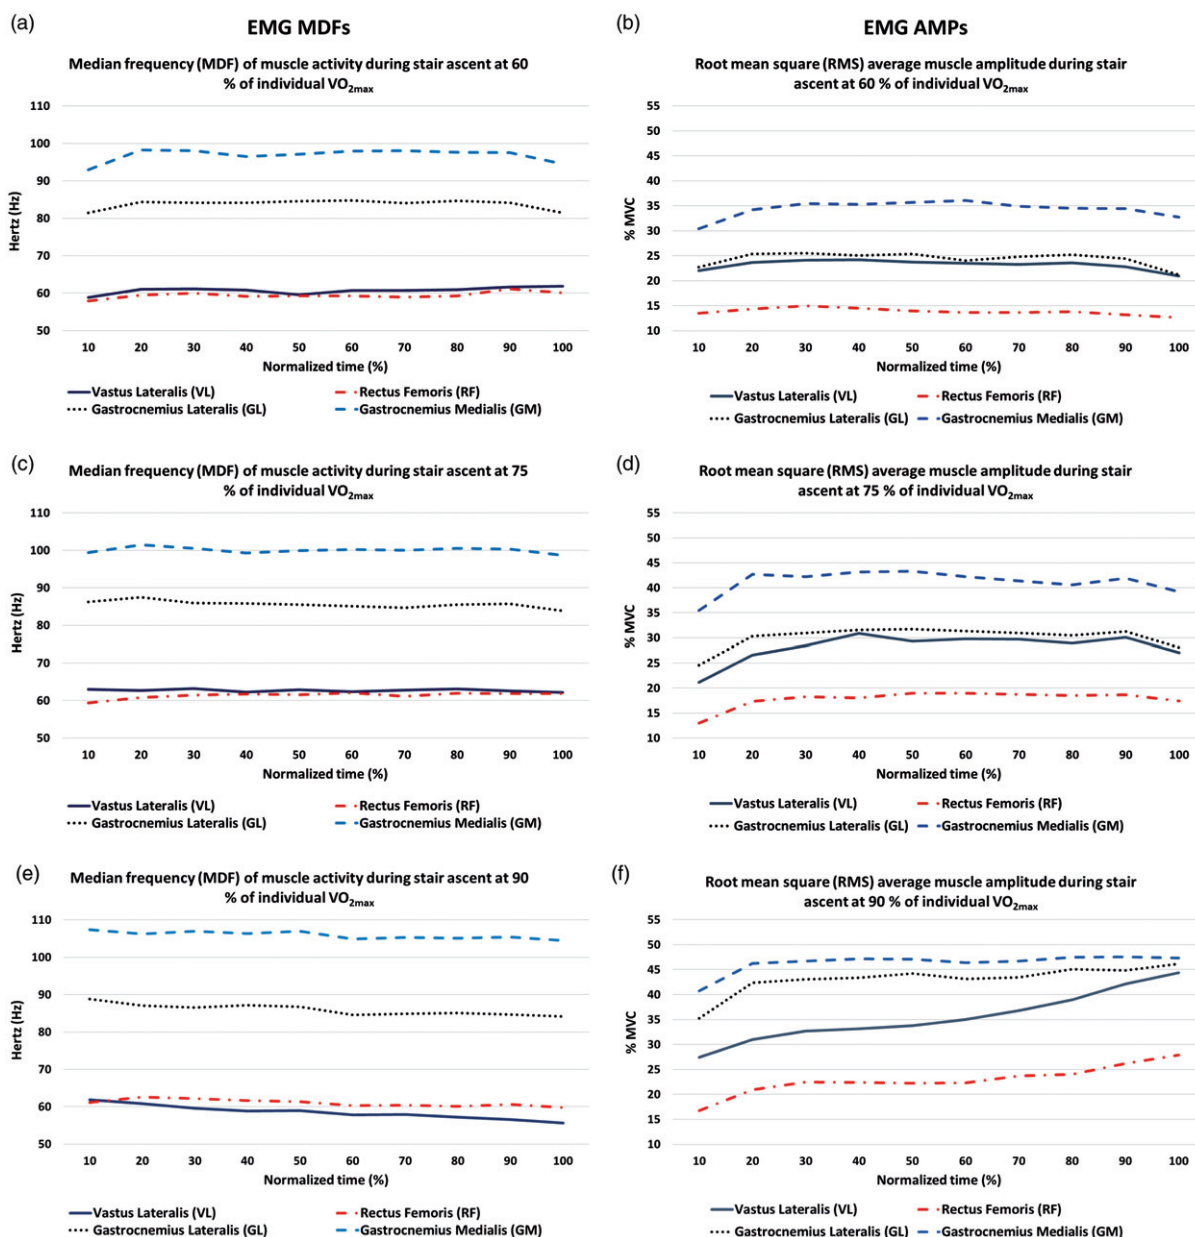 (a)
EMG MDFs
Median frequency (MDF) of muscle activity during stair ascent at 60
% of individual VO2max
110
100
90
80
70
60
50
Hertz (Hz)
10 20 30 40 50 60 70 80 90 100
Normalized time (%)
Vastus Lateralis (VL) Rectus Femoris (RF)
Gastrocnemius Lateralis (GL) Gastrocnemius Medialis (GM)
(b)
EMG AMPs
Root mean square (RMS) average muscle amplitude during stair
ascent at 60 % of individual VO2max
55
50
45
40
35
30
25
20
15
10
% MVC
10 20 30 40 50 60 70 80 90 100
Normalized time (%)
Vastus Lateralis (VL) Rectus Femoris (RF)
Gastrocnemius Lateralis (GL) Gastrocnemius Medialis (GM)
(c)
Median frequency (MDF) of muscle activity during stair ascent at 75
% of individual VO2max
110
100
90
80
70
60
50
Hertz (Hz)
10 20 30 40 50 60 70 80 90 100
Normalized time (%)
Vastus Lateralis (VL) Rectus Femoris (RF)
Gastrocnemius Lateralis (GL) Gastrocnemius Medialis (GM)
(d)
Root mean square (RMS) average muscle amplitude during stair
ascent at 75 % of individual VO2max
55
50
45
40
35
30
25
20
15
10
% MVC
10 20 30 40 50 60 70 80 90 100
Normalized time (%)
Vastus Lateralis (VL) Rectus Femoris (RF)
Gastrocnemius Lateralis (GL) Gastrocnemius Medialis (GM)
(e)
Median frequency (MDF) of muscle activity during stair ascent at 90
% of individual VO2max
110
100
90
80
70
60
50
Hertz (Hz)
10 20 30 40 50 60 70 80 90 100
Normalized time (%)
Vastus Lateralis (VL) Rectus Femoris (RF)
Gastrocnemius Lateralis (GL) Gastrocnemius Medialis (GM)
(f)
Root mean square (RMS) average muscle amplitude during stair
ascent at 90 % of individual VO2max
55
50
45
40
35
30
25
20
15
10
% MVC
10 20 30 40 50 60 70 80 90 100
Normalized time (%)
Vastus Lateralis (VL) Rectus Femoris (RF)
Gastrocnemius Lateralis (GL) Gastrocnemius Medialis (GM)